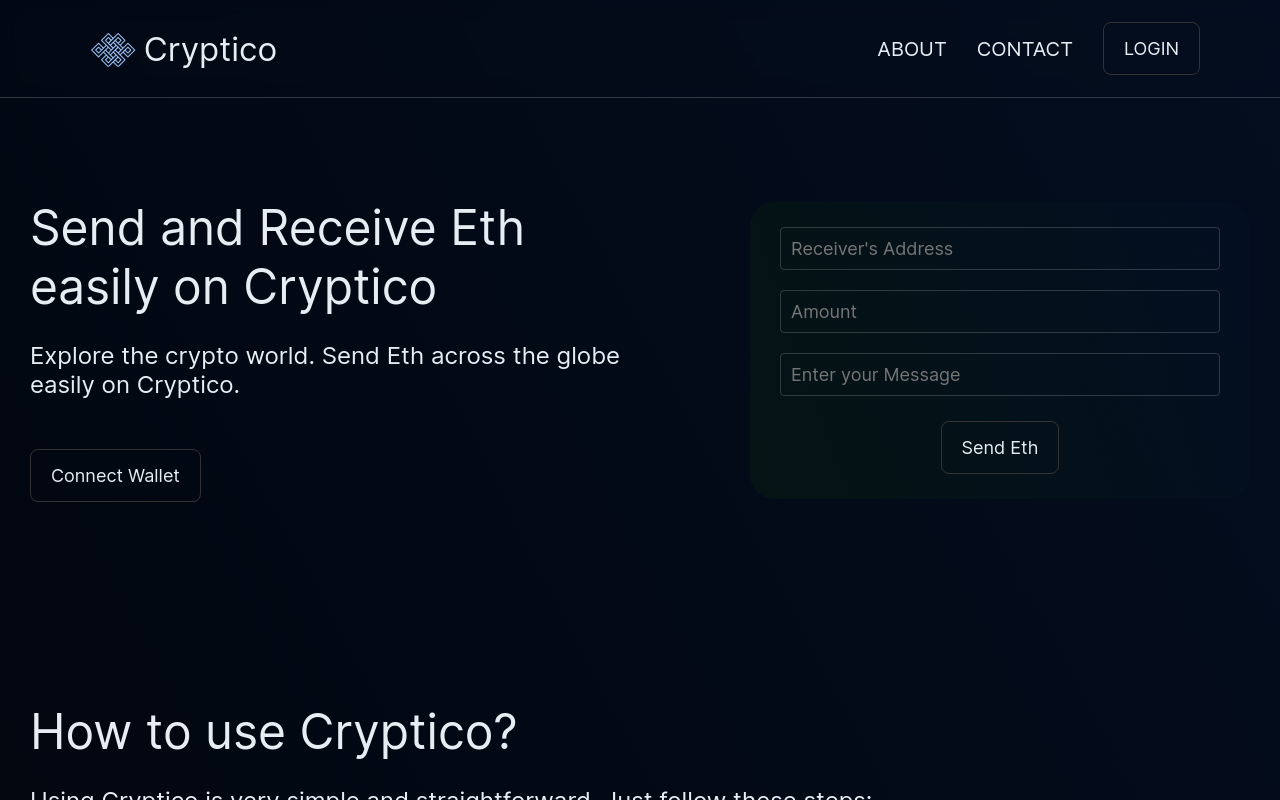 Cryptico
ABOUT
CONTACT
LOGIN
Send and Receive Eth
easily on Cryptico
Explore the crypto world. Send Eth across the globe
easily on Cryptico.
Connect Wallet
Receiver's Address
Amount
Enter your Message
Send Eth
How to use Cryptico?
Using Cryptico is very simple and straightforward. Just follow these steps: